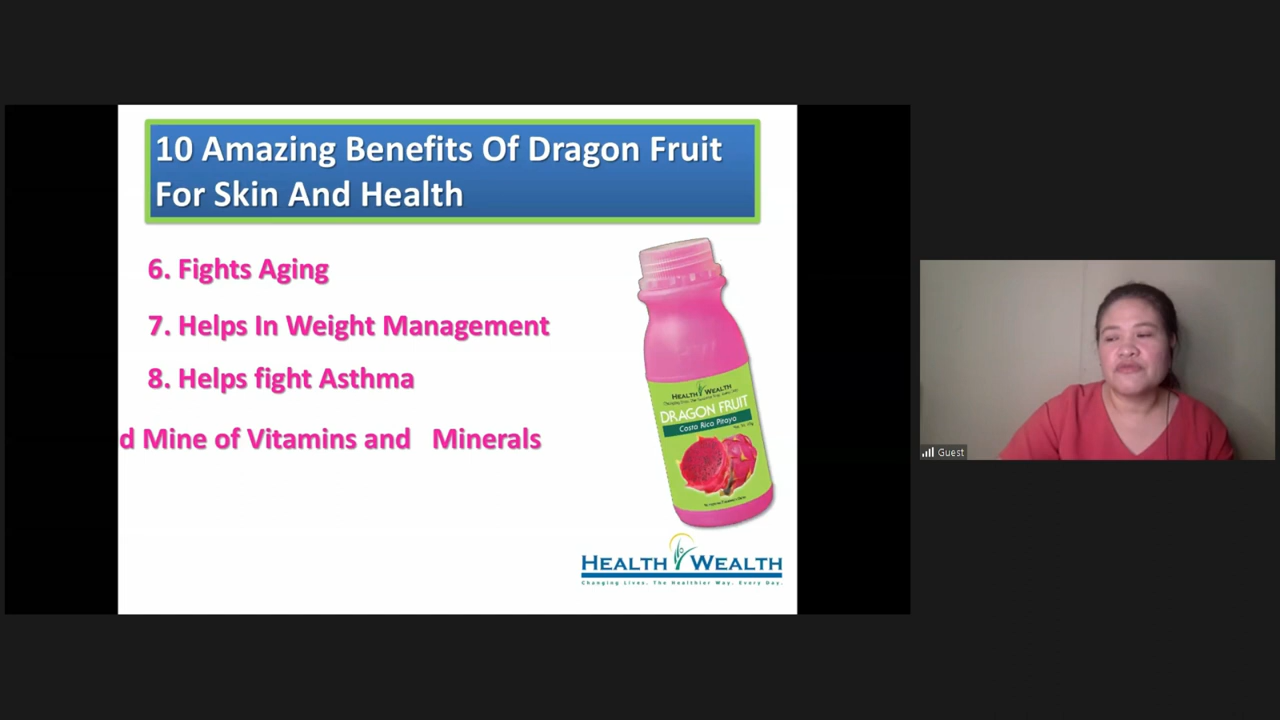 10 Amazing Benefits Of Dragon Fruit
For Skin And Health
6. Fights Aging
7. Helps In Weight Management
8. Helps fight Asthma
d Mine of Vitamins and Minerals
HEALTH WEALTH
DRAGON FRUIT
Costa Rica Pitaya
HEALTH WEALTH
Changing Lives. The Healthier Way. Every Day.
Guest